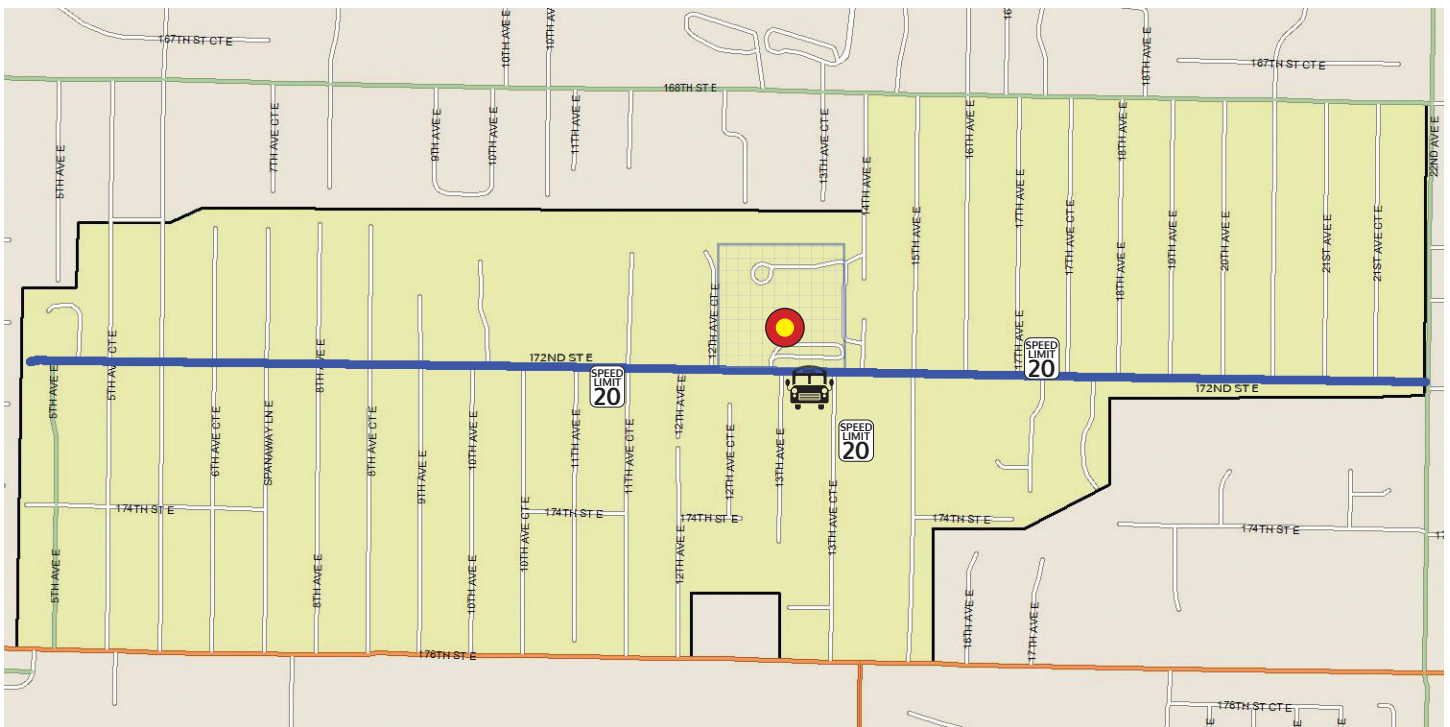 167TH ST CT E
10TH AVE E
10TH AV
16
18TH AVE E
167TH ST CT E
168TH ST E
5TH AVE E
7TH AVE CT E
9TH AVE E
10TH AVE E
11TH AVE E
13TH AVE CT E
14TH AVE E
15TH AVE E
16TH AVE E
17TH AVE E
17TH AVE CT E
18TH AVE E
18TH AVE E
19TH AVE E
20TH AVE E
21ST AVE E
21ST AVE CT E
22ND AVE E
12TH AVE CT E
17TH AVE E
5TH AVE CT E
8TH AVE E
172ND ST E
SPEED
LIMIT
20
SPEED
LIMIT
20
172ND ST E
SPEED
LIMIT
20
5TH AVE E
6TH AVE CT E
SPANAWAY LN E
8TH AVE CT E
9TH AVE E
10TH AVE E
11TH AVE E
11TH AVE CT E
12TH AVE E
12TH AVE CT E
13TH AVE E
13TH AVE CT E
10TH AVE CT E
174TH ST E
174TH ST E
174TH ST E
174TH ST E
174TH ST E
17
5TH AVE E
8TH AVE E
10TH AVE E
12TH AVE E
16TH AVE E
17TH AVE E
176TH ST E
176TH ST CT E